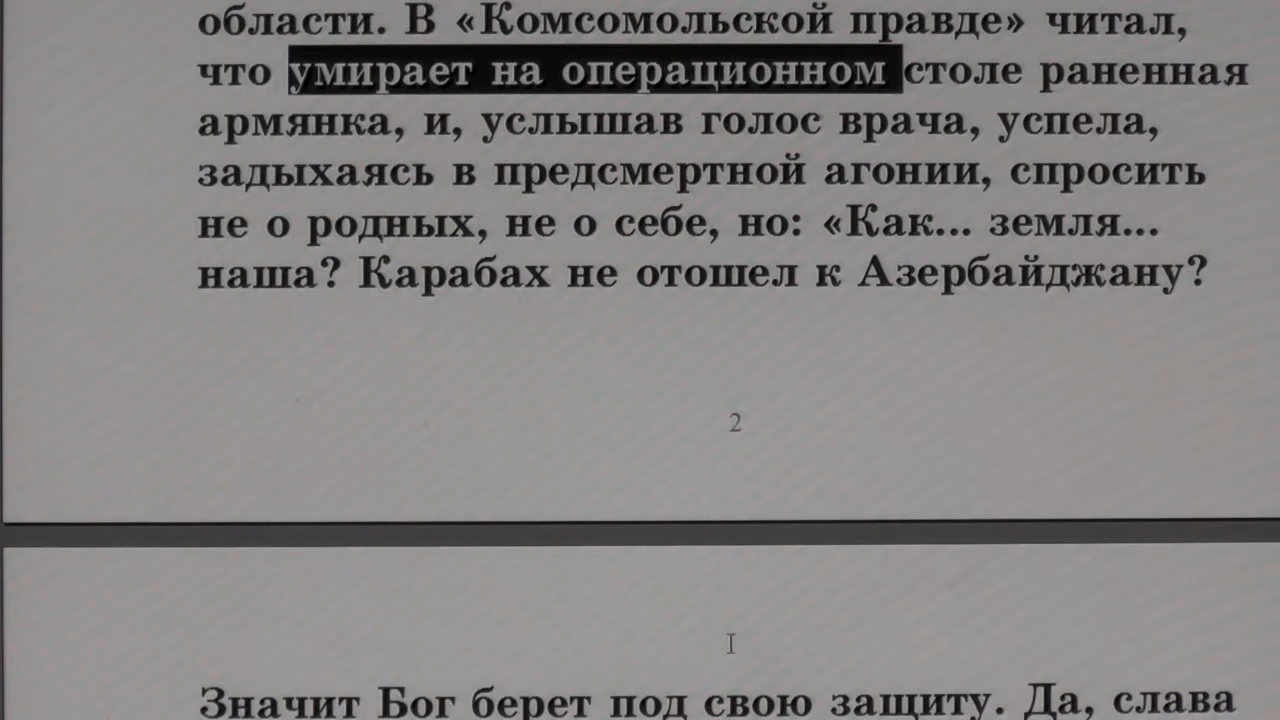 области. В «Комсомольской правде» читал,
что умирает на операционном столе раненная
армянка, и, услышав голос врача, успела,
задыхаясь в предсмертной агонии, спросить
не о родных, не о себе, но: «Как... земля...
наша? Карабах не отошел к Азербайджану?
2
Значит Бог берет под свою защиту. Да, слава